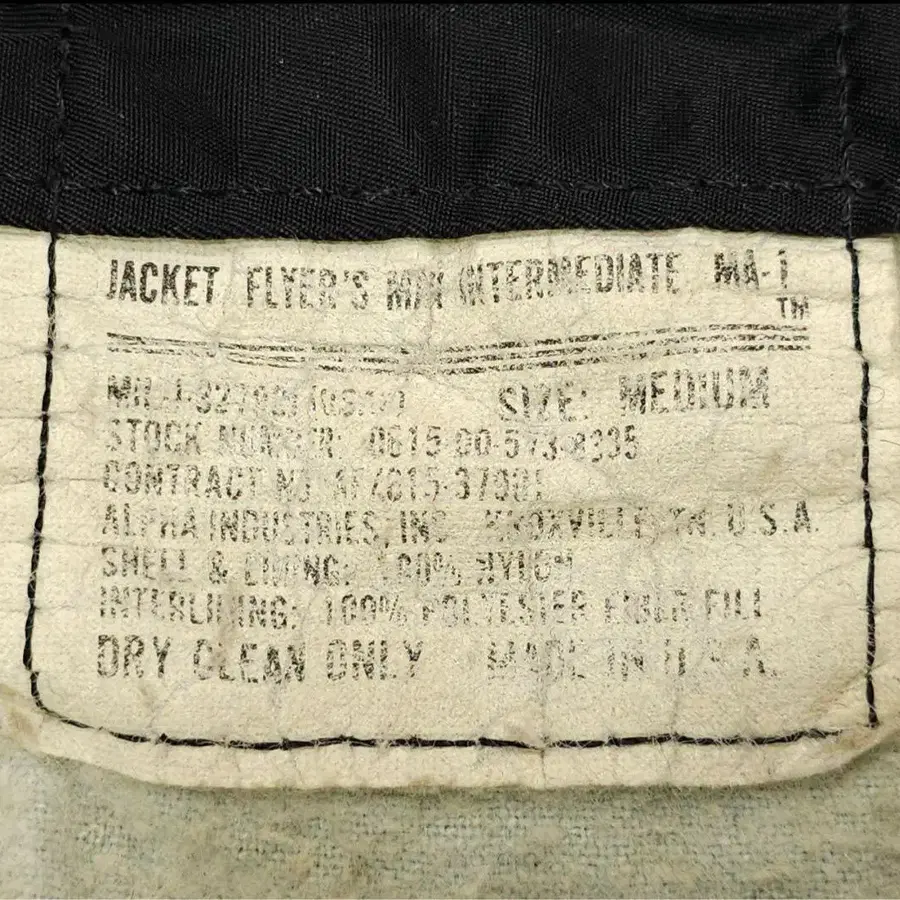 JACKET, FLYER'S MAN INTERMEDIATE MA-1
TM
SIZE: MEDIUM
STOCK NUMBER: 0615-00-573-8335
CONTRACT NO
ALPHA INDUSTRIES, INC KNOXVILLE, TN. U.S.A.
SHELL & LINING: 100% NYLON
INTERLINING: 100% POLYESTER FIBER FILL
DRY CLEAN ONLY MADE IN U.S.A.